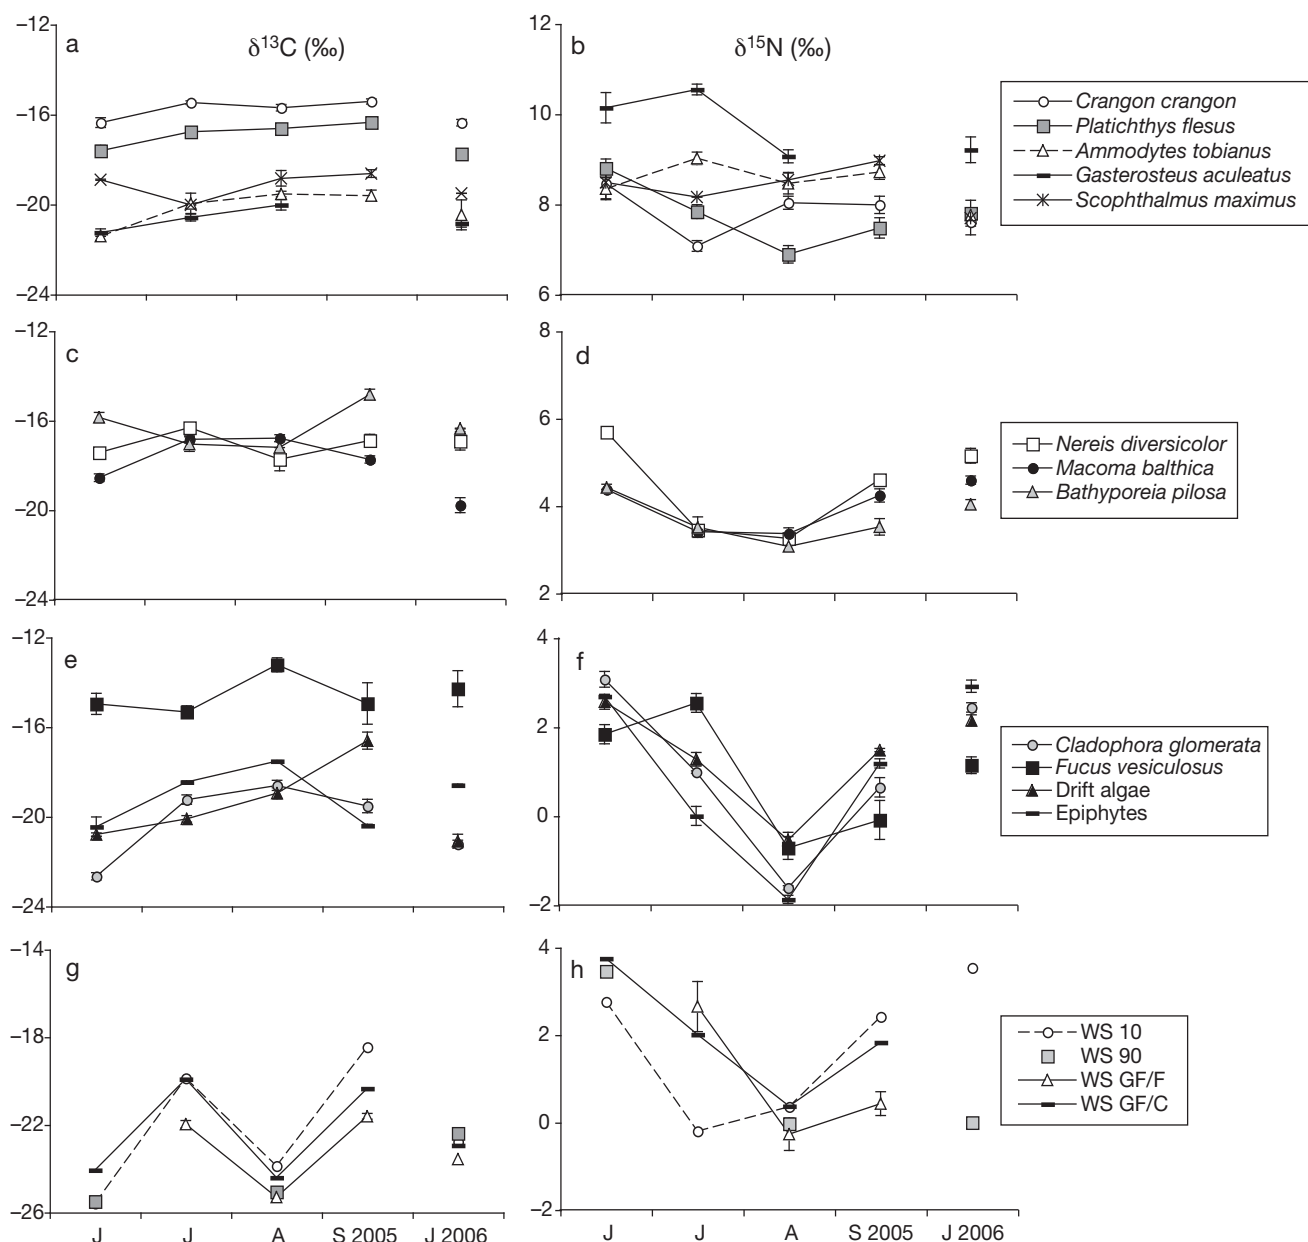 a
δ13C (‰)
−12
−16
−20
−24
b
δ15N (‰)
12
10
8
6
Crangon crangon
Platichthys flesus
Ammodytes tobianus
Gasterosteus aculeatus
Scophthalmus maximus
c
−12
−16
−20
−24
d
8
6
4
2
Nereis diversicolor
Macoma balthica
Bathyporeia pilosa
e
−12
−16
−20
−24
f
4
2
0
−2
Cladophora glomerata
Fucus vesiculosus
Drift algae
Epiphytes
g
−14
−18
−22
−26
J J A S 2005 J 2006
h
4
2
0
−2
J J A S 2005 J 2006
WS 10
WS 90
WS GF/F
WS GF/C